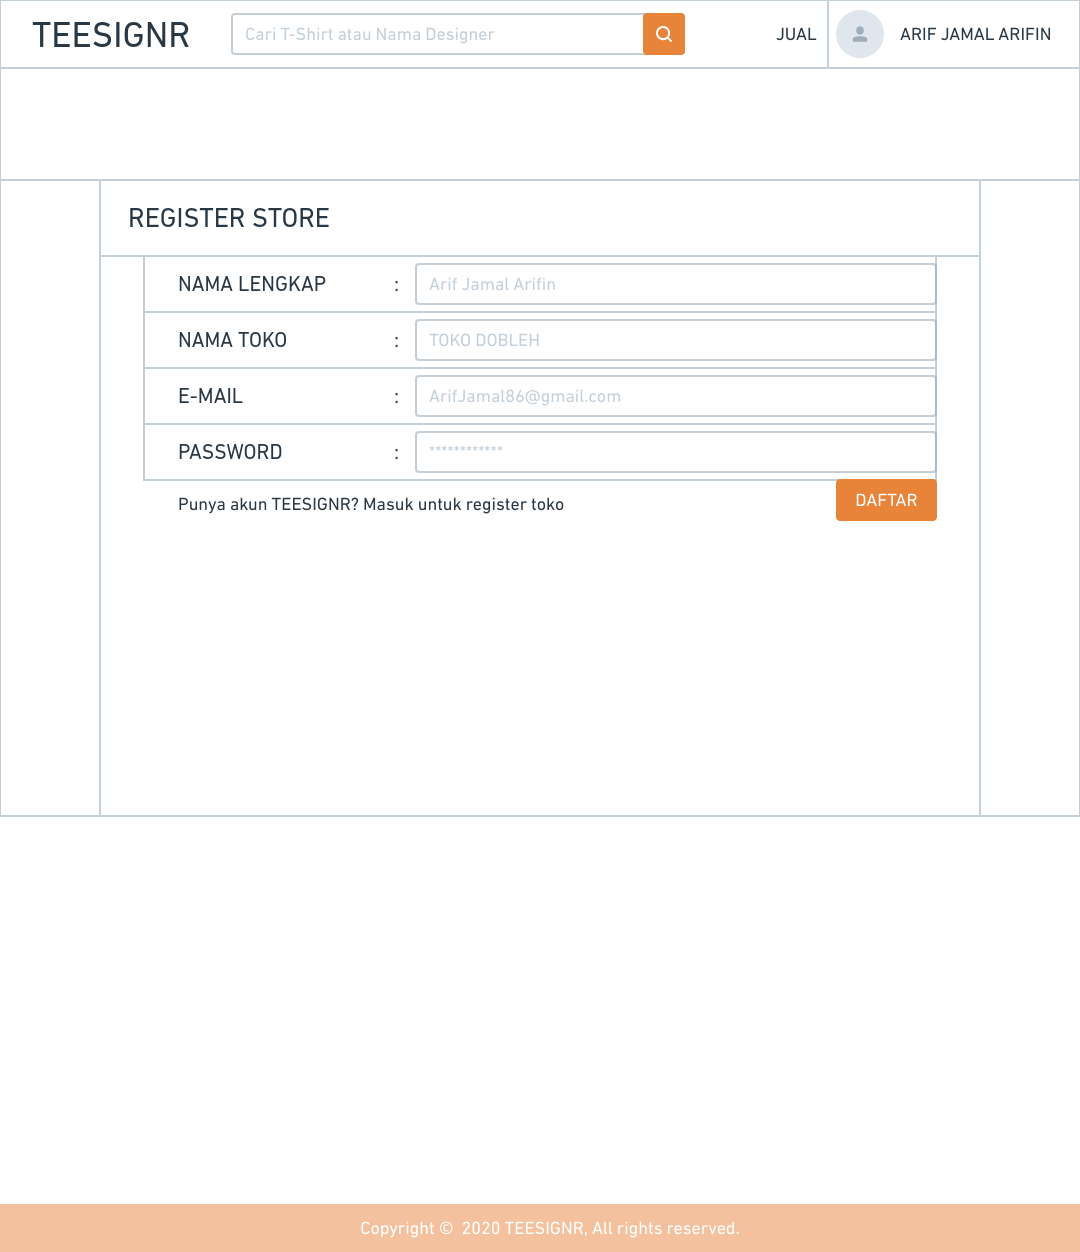 TEESIGNR
Cari T-Shirt atau Nama Designer
JUAL
ARIF JAMAL ARIFIN
REGISTER STORE
NAMA LENGKAP : Arif Jamal Arifin
NAMA TOKO : TOKO DOBLEH
E-MAIL : ArifJamal86@gmail.com
PASSWORD : ************
Punya akun TEESIGNR? Masuk untuk register toko
DAFTAR
Copyright © 2020 TEESIGNR, All rights reserved.